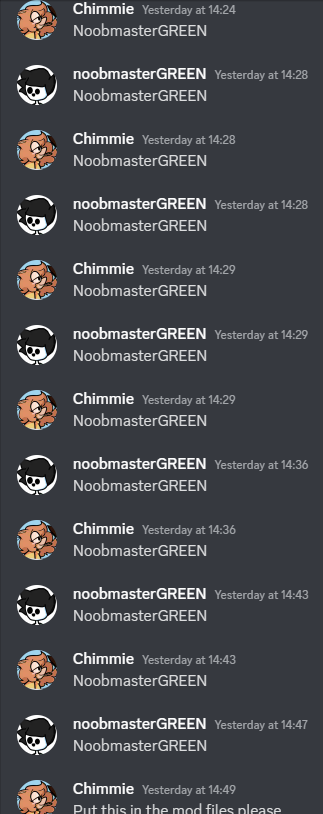 Chimmie Yesterday at 14:24
NoobmasterGREEN
noobmasterGREEN Yesterday at 14:28
NoobmasterGREEN
Chimmie Yesterday at 14:28
NoobmasterGREEN
noobmasterGREEN Yesterday at 14:28
NoobmasterGREEN
Chimmie Yesterday at 14:29
NoobmasterGREEN
noobmasterGREEN Yesterday at 14:29
NoobmasterGREEN
Chimmie Yesterday at 14:29
NoobmasterGREEN
noobmasterGREEN Yesterday at 14:36
NoobmasterGREEN
Chimmie Yesterday at 14:36
NoobmasterGREEN
noobmasterGREEN Yesterday at 14:43
NoobmasterGREEN
Chimmie Yesterday at 14:43
NoobmasterGREEN
noobmasterGREEN Yesterday at 14:47
NoobmasterGREEN
Chimmie Yesterday at 14:49
Put this in the mod files please